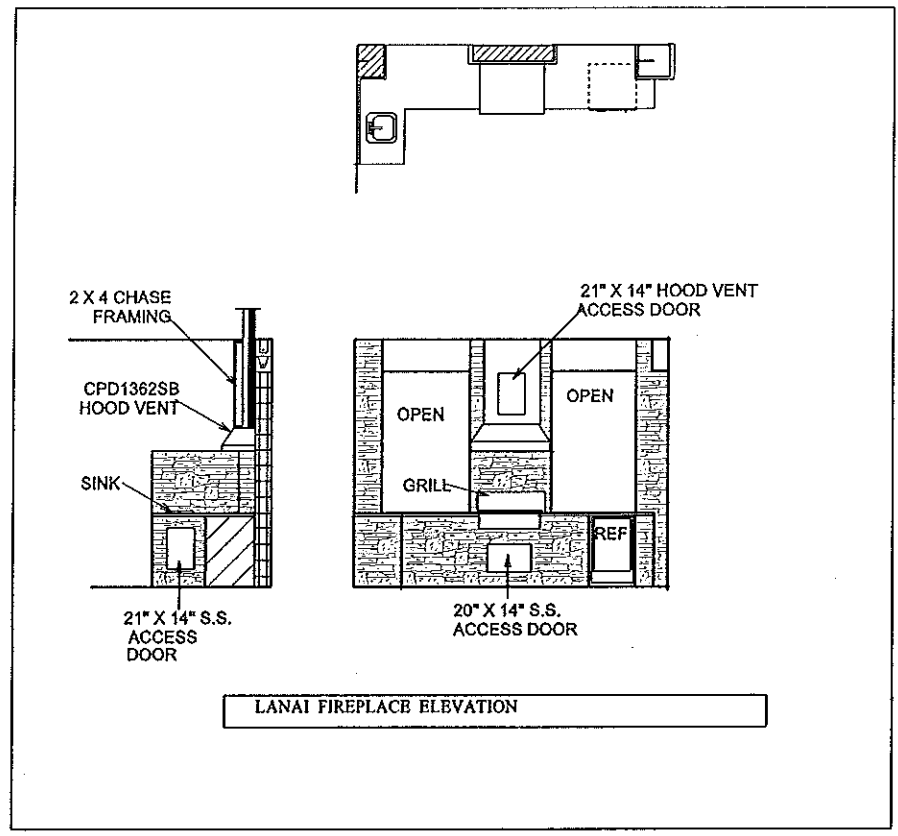 2 X 4 CHASE
FRAMING
CPD1362SB
HOOD VENT
SINK
21" X 14" S.S.
ACCESS
DOOR
21" X 14" HOOD VENT
ACCESS DOOR
OPEN
OPEN
GRILL
REF
20" X 14" S.S.
ACCESS DOOR
LANAI FIREPLACE ELEVATION